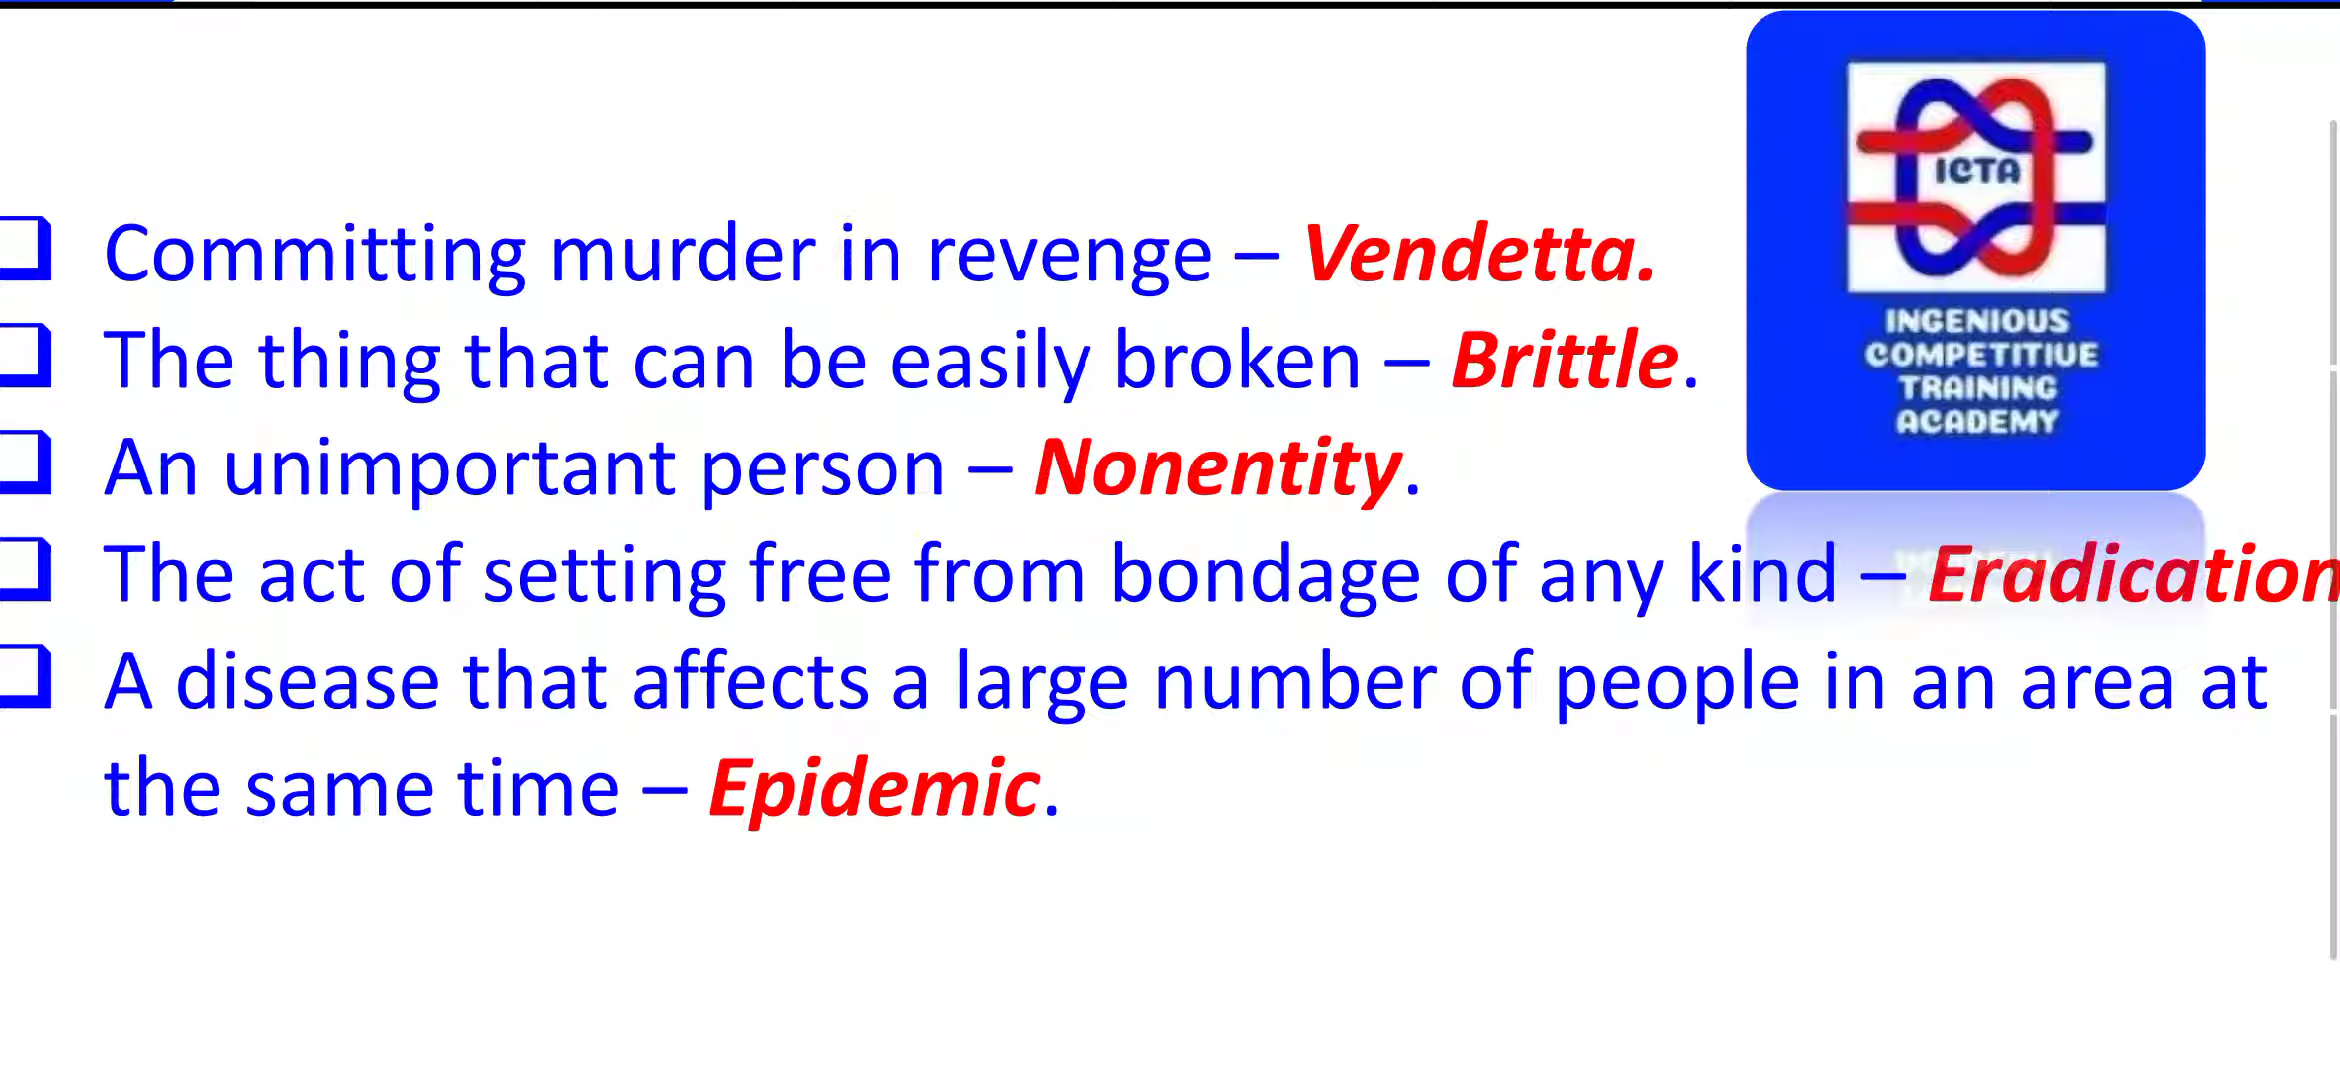 ICTA
INGENIOUS
COMPETITIVE
TRAINING
ACADEMY
Committing murder in revenge – Vendetta.
The thing that can be easily broken – Brittle.
An unimportant person – Nonentity.
The act of setting free from bondage of any kind – Eradication
A disease that affects a large number of people in an area at
the same time – Epidemic.